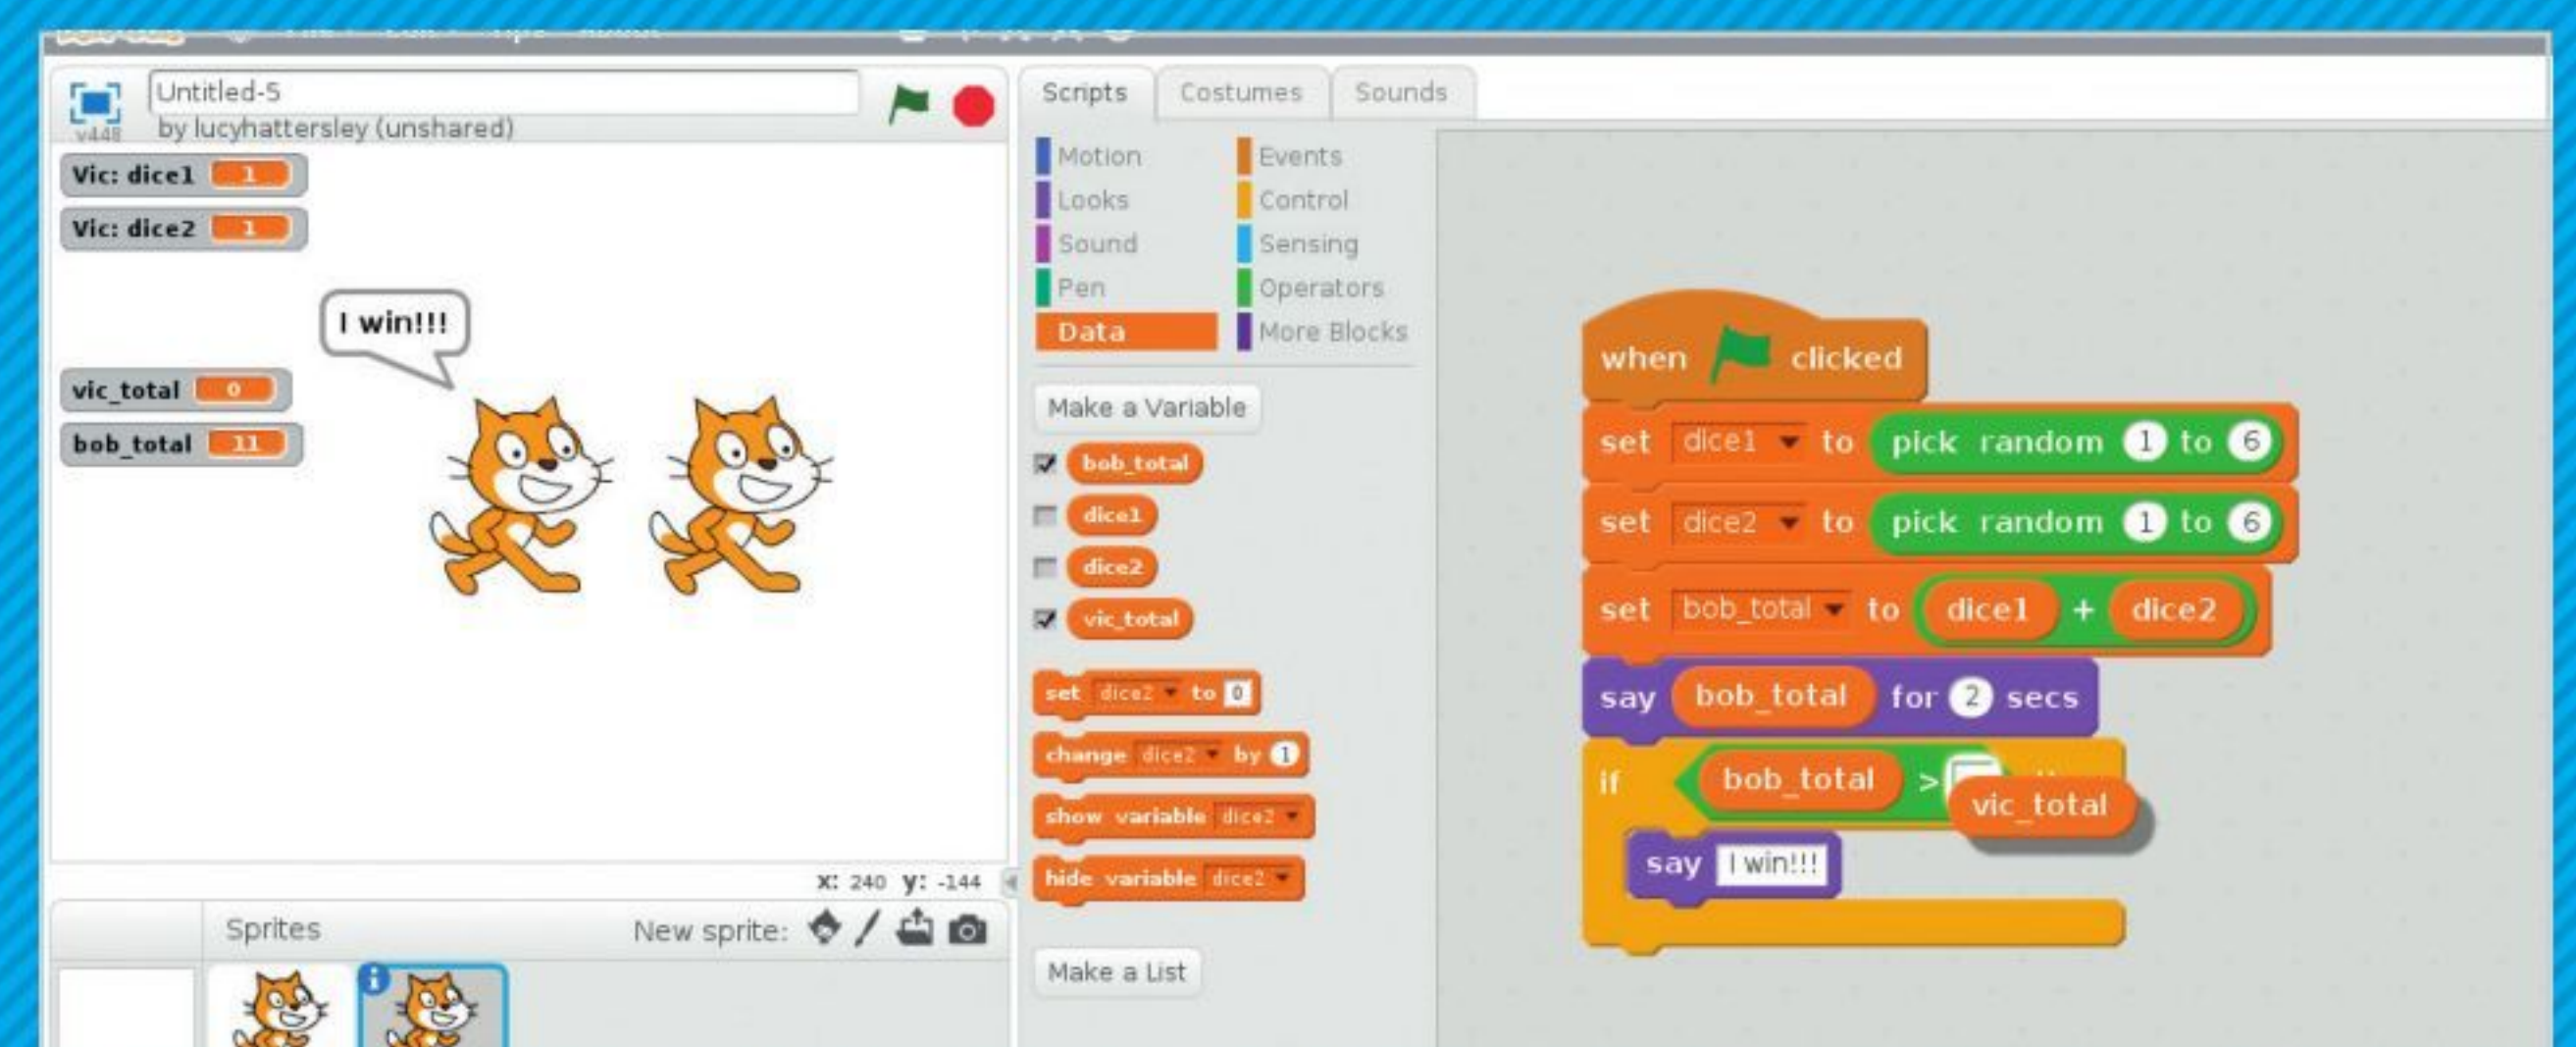 Untitled-5
by lucyhattersley (unshared)
v448
Vic: dice1 1
Vic: dice2 1
I win!!!
vic_total 0
bob_total 11
x: 240 y: -144
Sprites
New sprite:
Scripts Costumes Sounds
Motion Events
Looks Control
Sound Sensing
Pen Operators
Data More Blocks
Make a Variable
bob_total
dice1
dice2
vic_total
set dice2 to 0
change dice2 by 1
show variable dice2
hide variable dice2
Make a List
when clicked
set dice1 to pick random 1 to 6
set dice2 to pick random 1 to 6
set bob_total to dice1 + dice2
say bob_total for 2 secs
if bob_total >
vic_total
say I win!!!